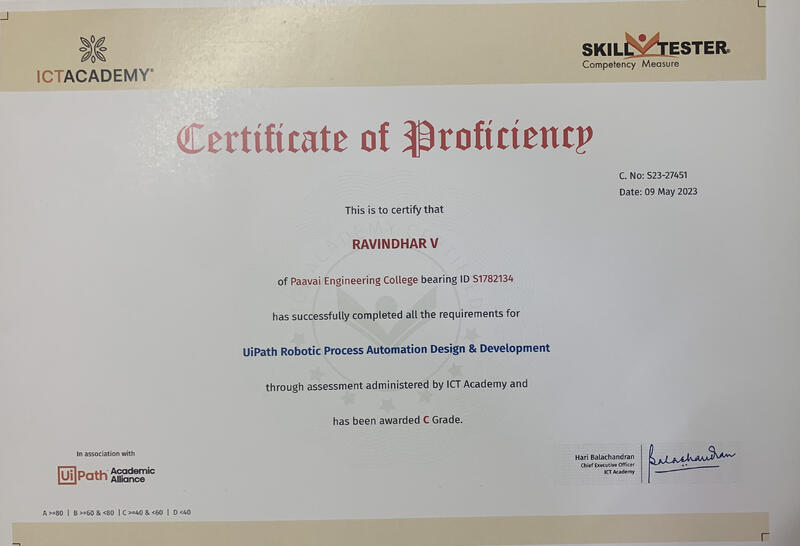 ICTACADEMY®
SKILL TESTER®
Competency Measure
Certificate of Proficiency
C. No: S23-27451
Date: 09 May 2023
This is to certify that
RAVINDHAR V
of Paavai Engineering College bearing ID S1782134
has successfully completed all the requirements for
UiPath Robotic Process Automation Design & Development
through assessment administered by ICT Academy and
has been awarded C Grade.
In association with
UiPath™ Academic
Alliance
Hari Balachandran
Chief Executive Officer
ICT Academy
Balachandran
A >=80 | B >=60 & <80 | C >=40 & <60 | D <40